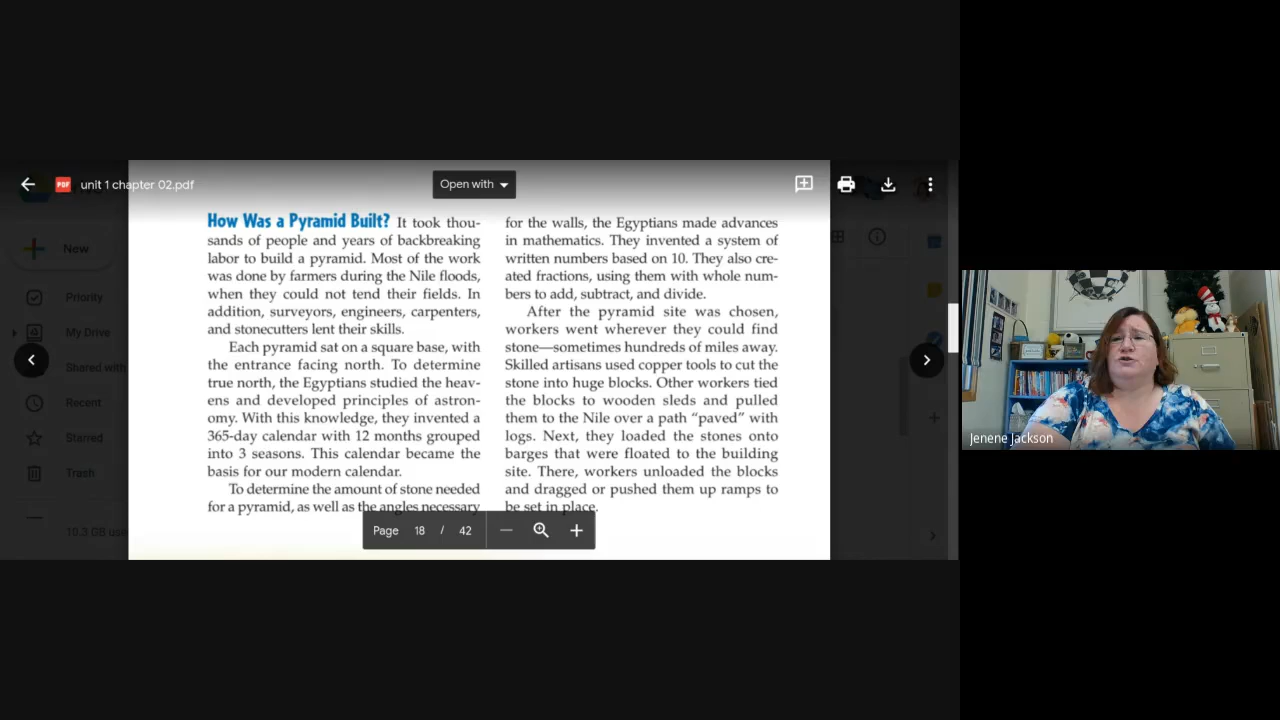 unit 1 chapter 02.pdf
Open with
New
Priority
My Drive
Shared with
Recent
Starred
Trash
How Was a Pyramid Built? It took thou-
sands of people and years of backbreaking
labor to build a pyramid. Most of the work
was done by farmers during the Nile floods,
when they could not tend their fields. In
addition, surveyors, engineers, carpenters,
and stonecutters lent their skills.
Each pyramid sat on a square base, with
the entrance facing north. To determine
true north, the Egyptians studied the heav-
ens and developed principles of astron-
omy. With this knowledge, they invented a
365-day calendar with 12 months grouped
into 3 seasons. This calendar became the
basis for our modern calendar.
To determine the amount of stone needed
for a pyramid, as well as the angles necessary
for the walls, the Egyptians made advances
in mathematics. They invented a system of
written numbers based on 10. They also cre-
ated fractions, using them with whole num-
bers to add, subtract, and divide.
After the pyramid site was chosen,
workers went wherever they could find
stone—sometimes hundreds of miles away.
Skilled artisans used copper tools to cut the
stone into huge blocks. Other workers tied
the blocks to wooden sleds and pulled
them to the Nile over a path “paved” with
logs. Next, they loaded the stones onto
barges that were floated to the building
site. There, workers unloaded the blocks
and dragged or pushed them up ramps to
be set in place.
Page 18 / 42
Jenene Jackson